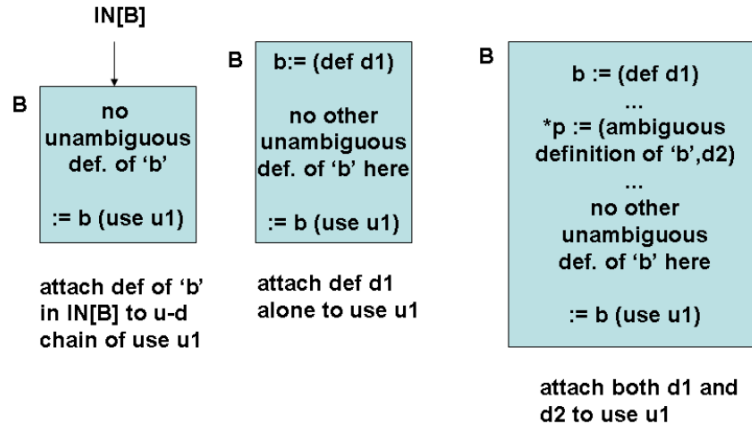 IN[B]
B
no
unambiguous
def. of ‘b’
:= b (use u1)
attach def of ‘b’
in IN[B] to u-d
chain of use u1
B
b:= (def d1)
no other
unambiguous
def. of ‘b’ here
:= b (use u1)
attach def d1
alone to use u1
B
b := (def d1)
...
*p := (ambiguous
definition of ‘b’,d2)
...
no other
unambiguous
def. of ‘b’ here
:= b (use u1)
attach both d1 and
d2 to use u1